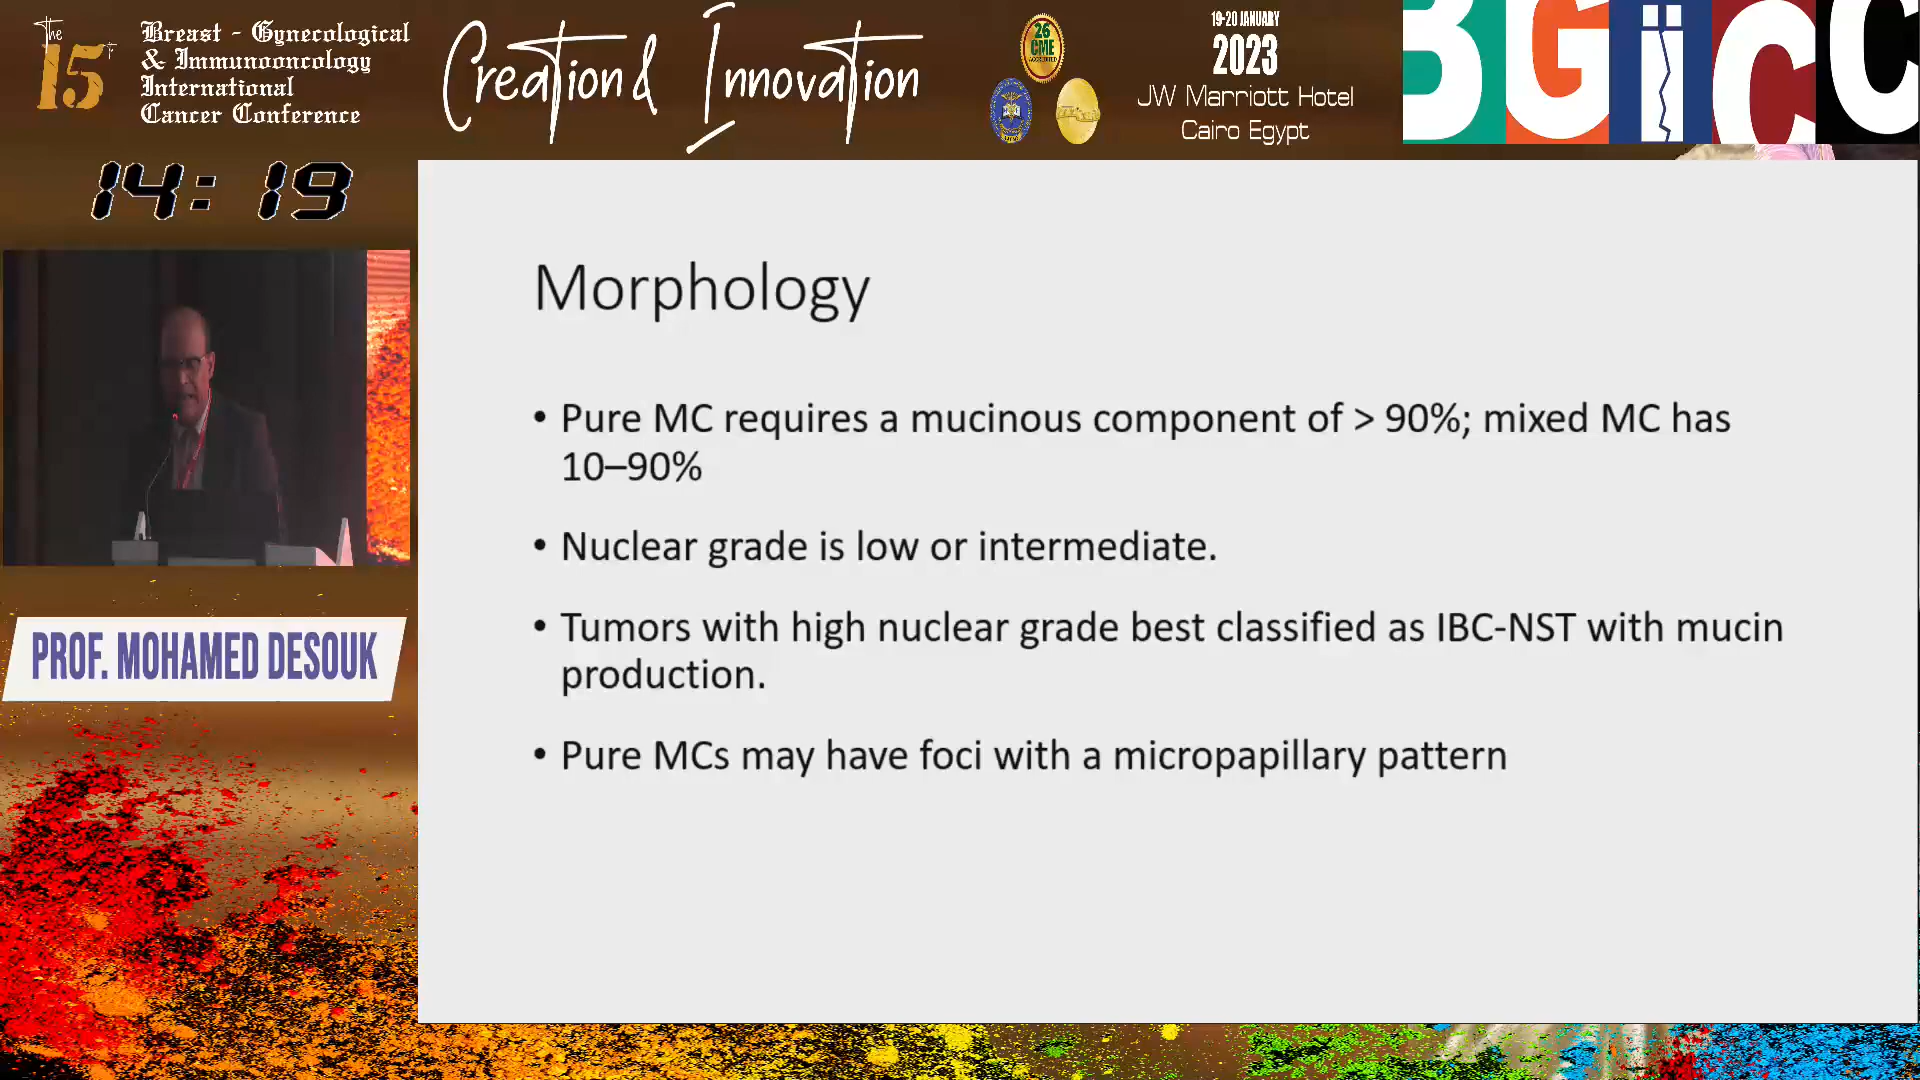 The
15th
Breast - Gynecological
& Immunooncology
International
Cancer Conference
Creation & Innovation
26
CME
19-20 JANUARY
2023
JW Marriott Hotel
Cairo Egypt
BGiCC
14: 19
PROF. MOHAMED DESOUK
Morphology
• Pure MC requires a mucinous component of > 90%; mixed MC has
10–90%
• Nuclear grade is low or intermediate.
• Tumors with high nuclear grade best classified as IBC-NST with mucin
production.
• Pure MCs may have foci with a micropapillary pattern